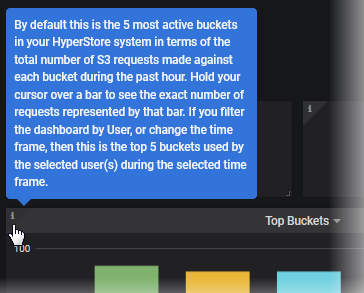 By default this is the 5 most active buckets
in your HyperStore system in terms of the
total number of S3 requests made against
each bucket during the past hour. Hold your
cursor over a bar to see the exact number of
requests represented by that bar. If you filter
the dashboard by User, or change the time
frame, then this is the top 5 buckets used by
the selected user(s) during the selected time
frame.
i
i
Top Buckets
100